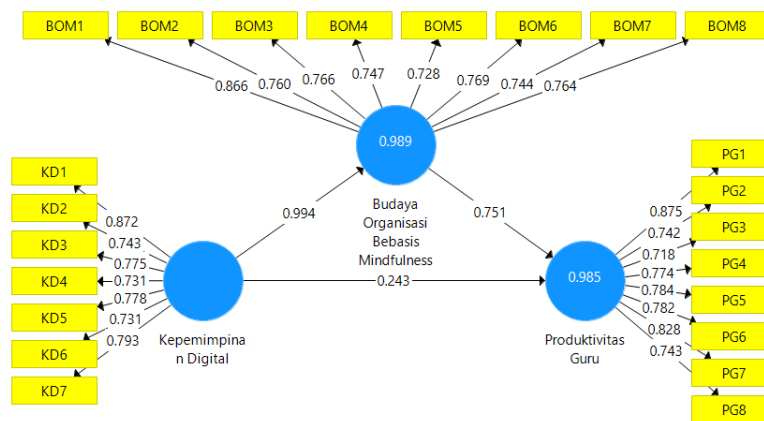 BOM1 BOM2 BOM3 BOM4 BOM5 BOM6 BOM7 BOM8
0.866 0.760 0.766 0.747 0.728 0.769 0.744 0.764
0.989
Budaya
Organisasi
Bebasis
Mindfulness
KD1
KD2
KD3
KD4
KD5
KD6
KD7
0.872
0.743
0.775
0.731
0.778
0.731
0.793
Kepemimpina
n Digital
0.994
0.751
0.243
0.985
Produktivitas
Guru
0.875
0.742
0.718
0.774
0.784
0.782
0.828
0.743
PG1
PG2
PG3
PG4
PG5
PG6
PG7
PG8